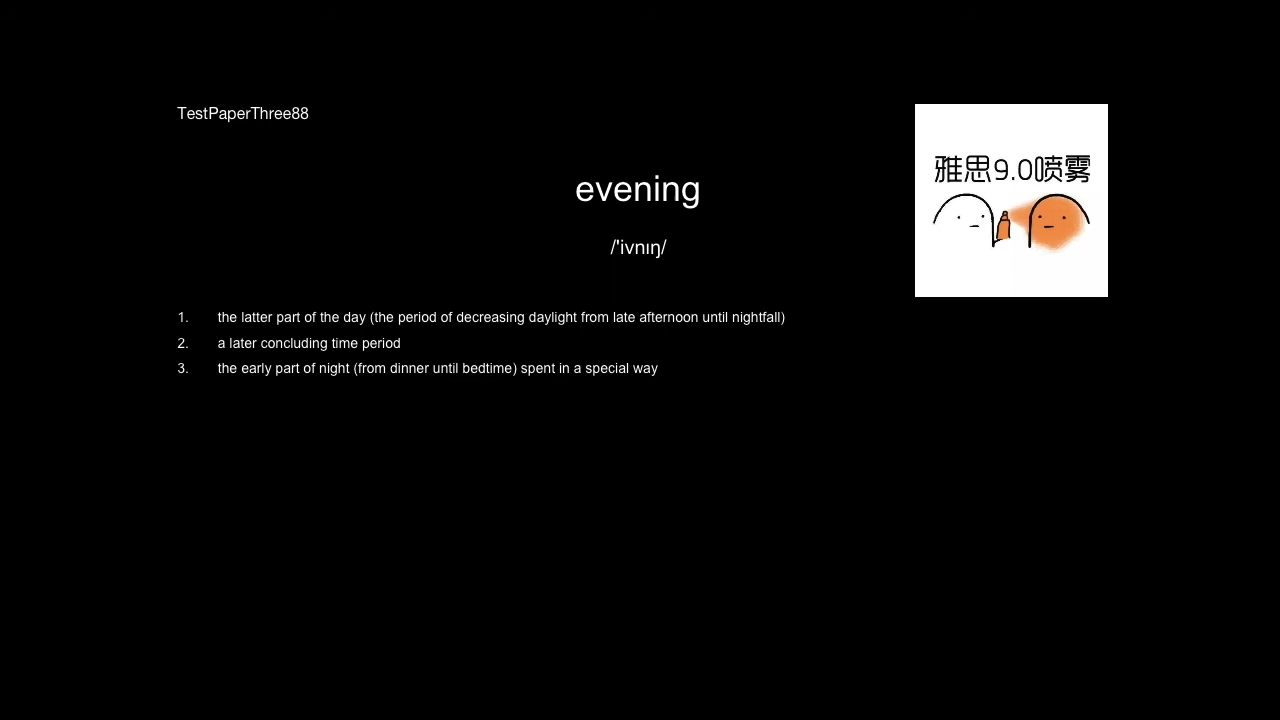 TestPaperThree88
雅思9.0喷雾
evening
/'ivnɪŋ/
1. the latter part of the day (the period of decreasing daylight from late afternoon until nightfall)
2. a later concluding time period
3. the early part of night (from dinner until bedtime) spent in a special way